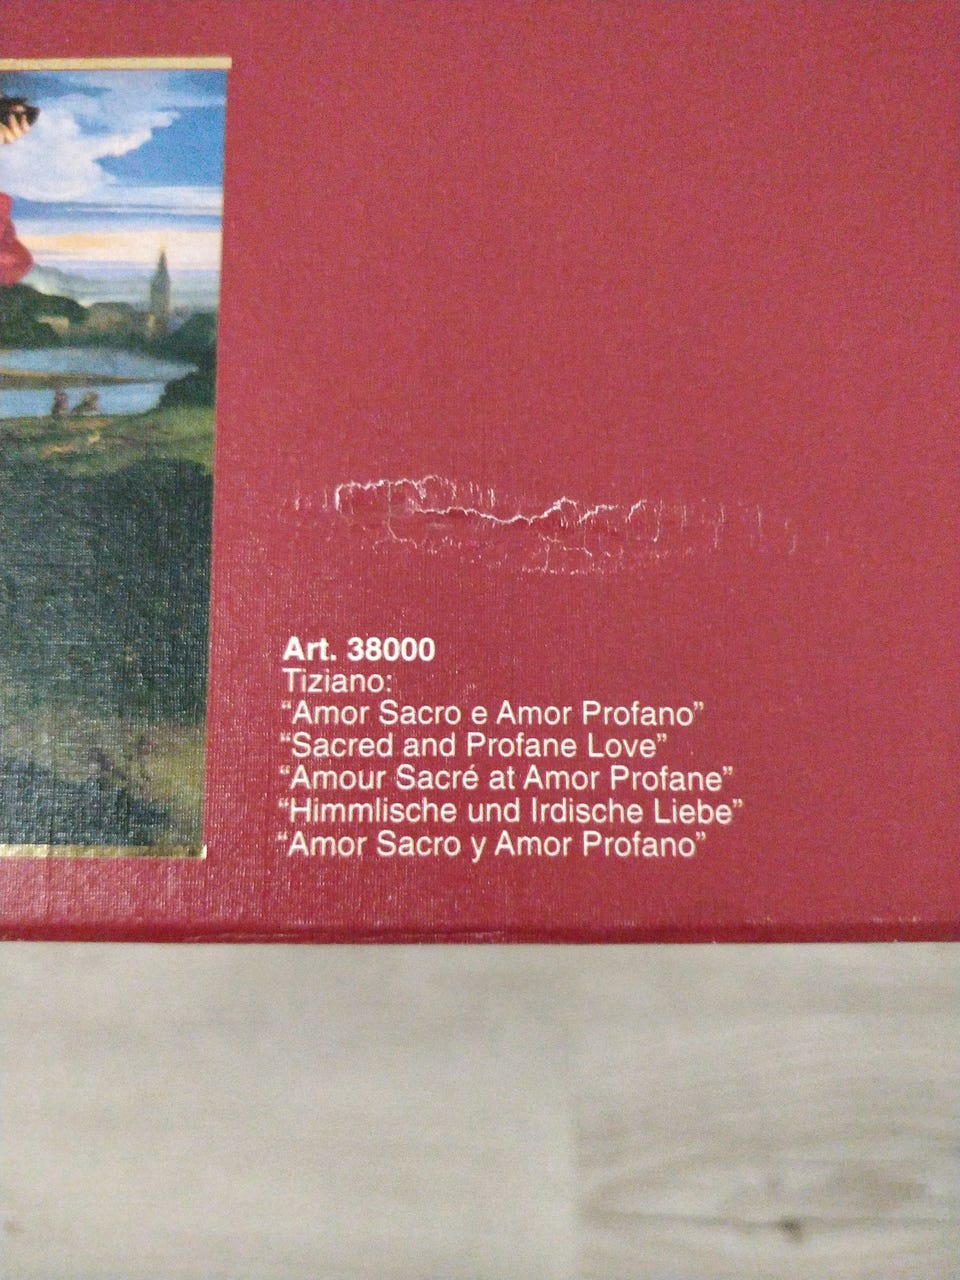 Art. 38000
Tiziano:
“Amor Sacro e Amor Profano”
“Sacred and Profane Love”
“Amour Sacré at Amor Profane”
“Himmlische und Irdische Liebe”
“Amor Sacro y Amor Profano”